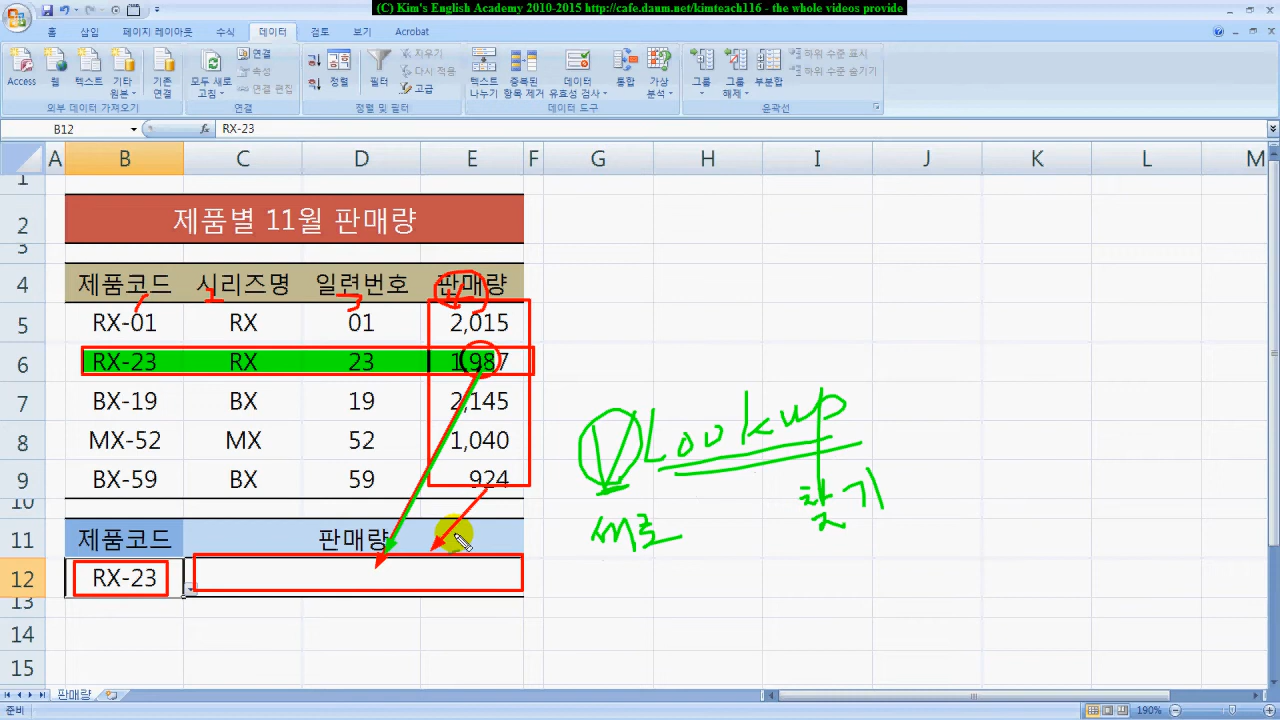 (C) Kim's English Academy 2010-2015 http://cafe.daum.net/kimteach116 - the whole videos provide
홈 삽입 페이지 레이아웃 수식 데이터 검토 보기 Acrobat
Access 웹 텍스트 기타 원본 기존 연결 모두 새로 고침 연결 속성 연결 편집 정렬 필터 지우기 다시 적용 고급 텍스트 나누기 중복된 항목 제거 데이터 유효성 검사 통합 가상 분석 그룹 그룹 해제 부분합 하위 수준 표시 하위 수준 숨기기
외부 데이터 가져오기 연결 정렬 및 필터 데이터 도구 윤곽선
B12 fx RX-23
A B C D E F G H I J K L M
1
2 제품별 11월 판매량
3
4 제품코드 시리즈명 일련번호 판매량
1 2 3 4
5 RX-01 RX 01 2,015
6 RX-23 RX 23 1,987
7 BX-19 BX 19 2,145
8 MX-52 MX 52 1,040
9 BX-59 BX 59 924
VLookup
세로 찾기
10
11 제품코드 판매량
12 RX-23
13
14
15
판매량
준비 190%